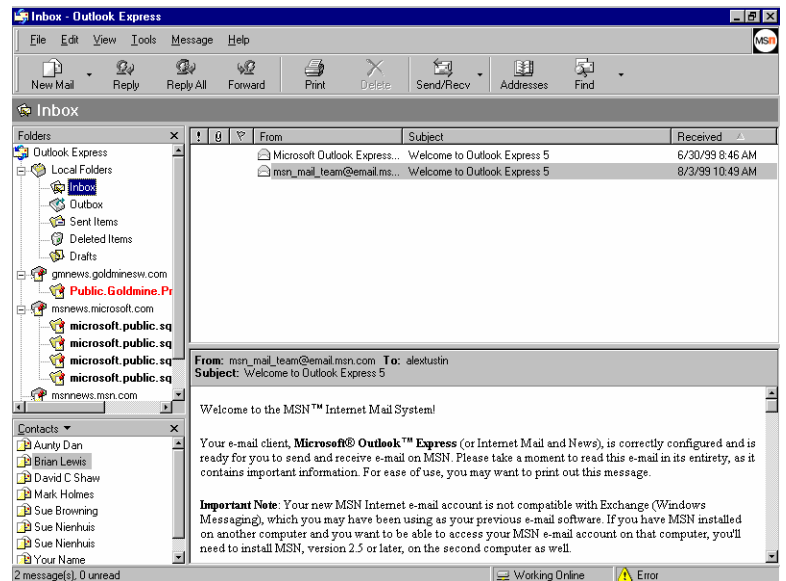 Inbox - Outlook Express
File Edit View Tools Message Help
msn
New Mail Reply Reply All Forward Print Delete Send/Recv Addresses Find
Inbox
Folders
Outlook Express
Local Folders
Inbox
Outbox
Sent Items
Deleted Items
Drafts
gmnews.goldminesw.com
Public.Goldmine.Pr
msnews.microsoft.com
microsoft.public.sq
microsoft.public.sq
microsoft.public.sq
microsoft.public.sq
msnnews.msn.com
Contacts
Aunty Dan
Brian Lewis
David C Shaw
Mark Holmes
Sue Browning
Sue Nienhuis
Sue Nienhuis
Your Name
! From Subject Received
Microsoft Outlook Express... Welcome to Outlook Express 5 6/30/99 8:46 AM
msn_mail_team@email.ms... Welcome to Outlook Express 5 8/3/99 10:49 AM
From: msn_mail_team@email.msn.com To: alextustin
Subject: Welcome to Outlook Express 5
Welcome to the MSN™ Internet Mail System!
Your e-mail client, Microsoft® Outlook™ Express (or Internet Mail and News), is correctly configured and is
ready for you to send and receive e-mail on MSN. Please take a moment to read this e-mail in its entirety, as it
contains important information. For ease of use, you may want to print out this message.
Important Note: Your new MSN Internet e-mail account is not compatible with Exchange (Windows
Messaging), which you may have been using as your previous e-mail software. If you have MSN installed
on another computer and you want to be able to access your MSN e-mail account on that computer, you'll
need to install MSN, version 2.5 or later, on the second computer as well.
2 message(s), 0 unread Working Online Error